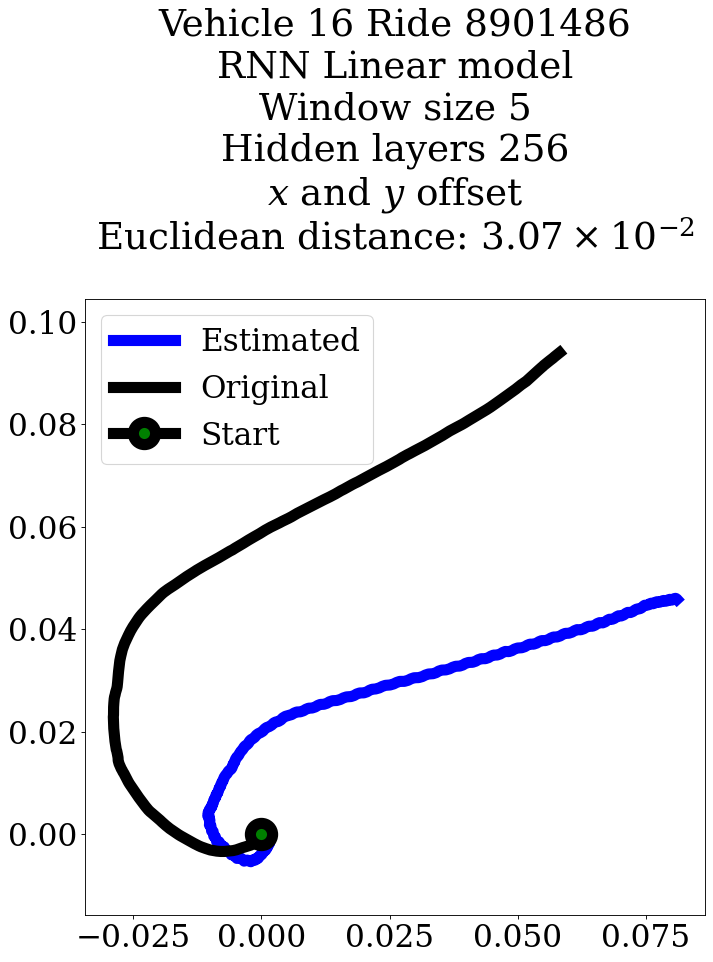 Vehicle 16 Ride 8901486
RNN Linear model
Window size 5
Hidden layers 256
x and y offset
Euclidean distance: 3.07 × 10⁻²
Estimated
Original
Start
0.10
0.08
0.06
0.04
0.02
0.00
−0.025 0.000 0.025 0.050 0.075